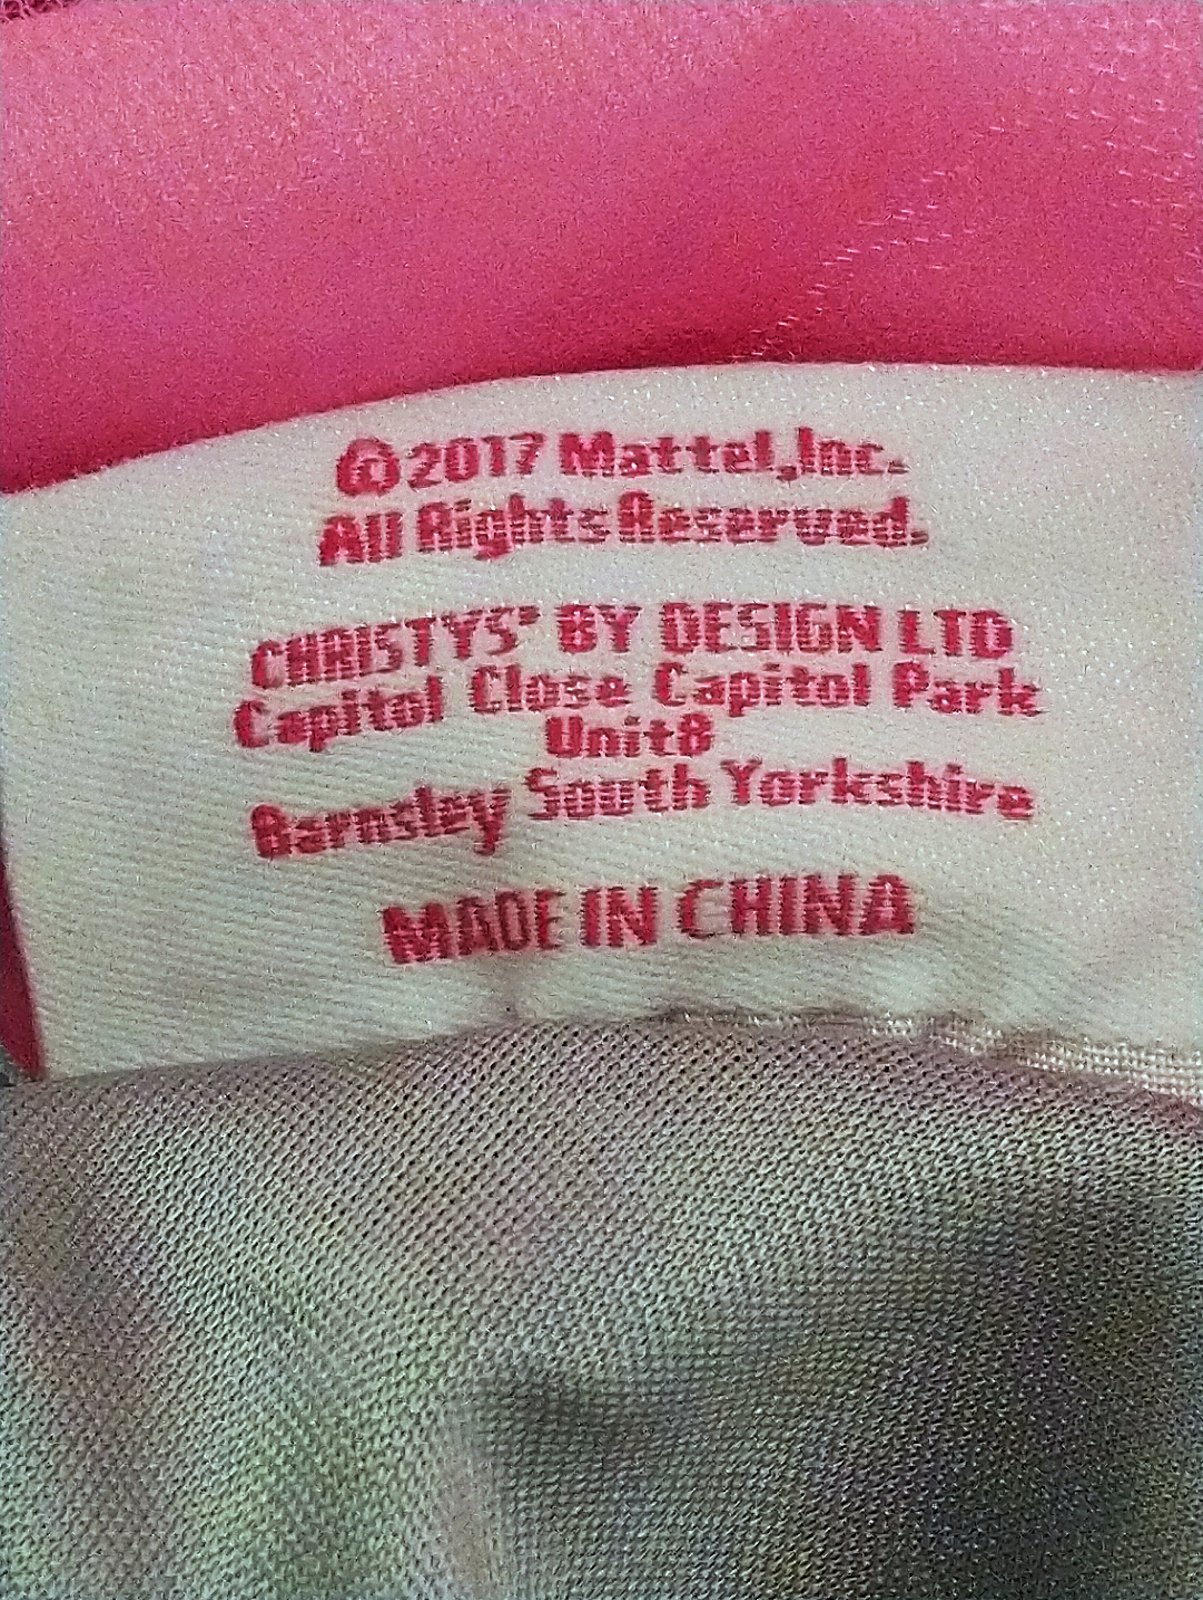 ©2017 Mattel,Inc.
All Rights Reserved.
CHRISTYS' BY DESIGN LTD
Capitol Close Capitol Park
Unit8
Barnsley South Yorkshire
MADE IN CHINA